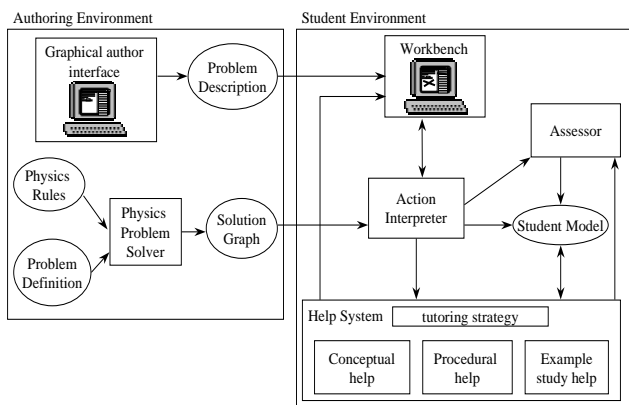 Authoring Environment
Student Environment
Graphical author
interface
Problem
Description
Workbench
Assessor
Physics
Rules
Physics
Problem
Solver
Solution
Graph
Action
Interpreter
Student Model
Problem
Definition
Help System
tutoring strategy
Conceptual
help
Procedural
help
Example
study help